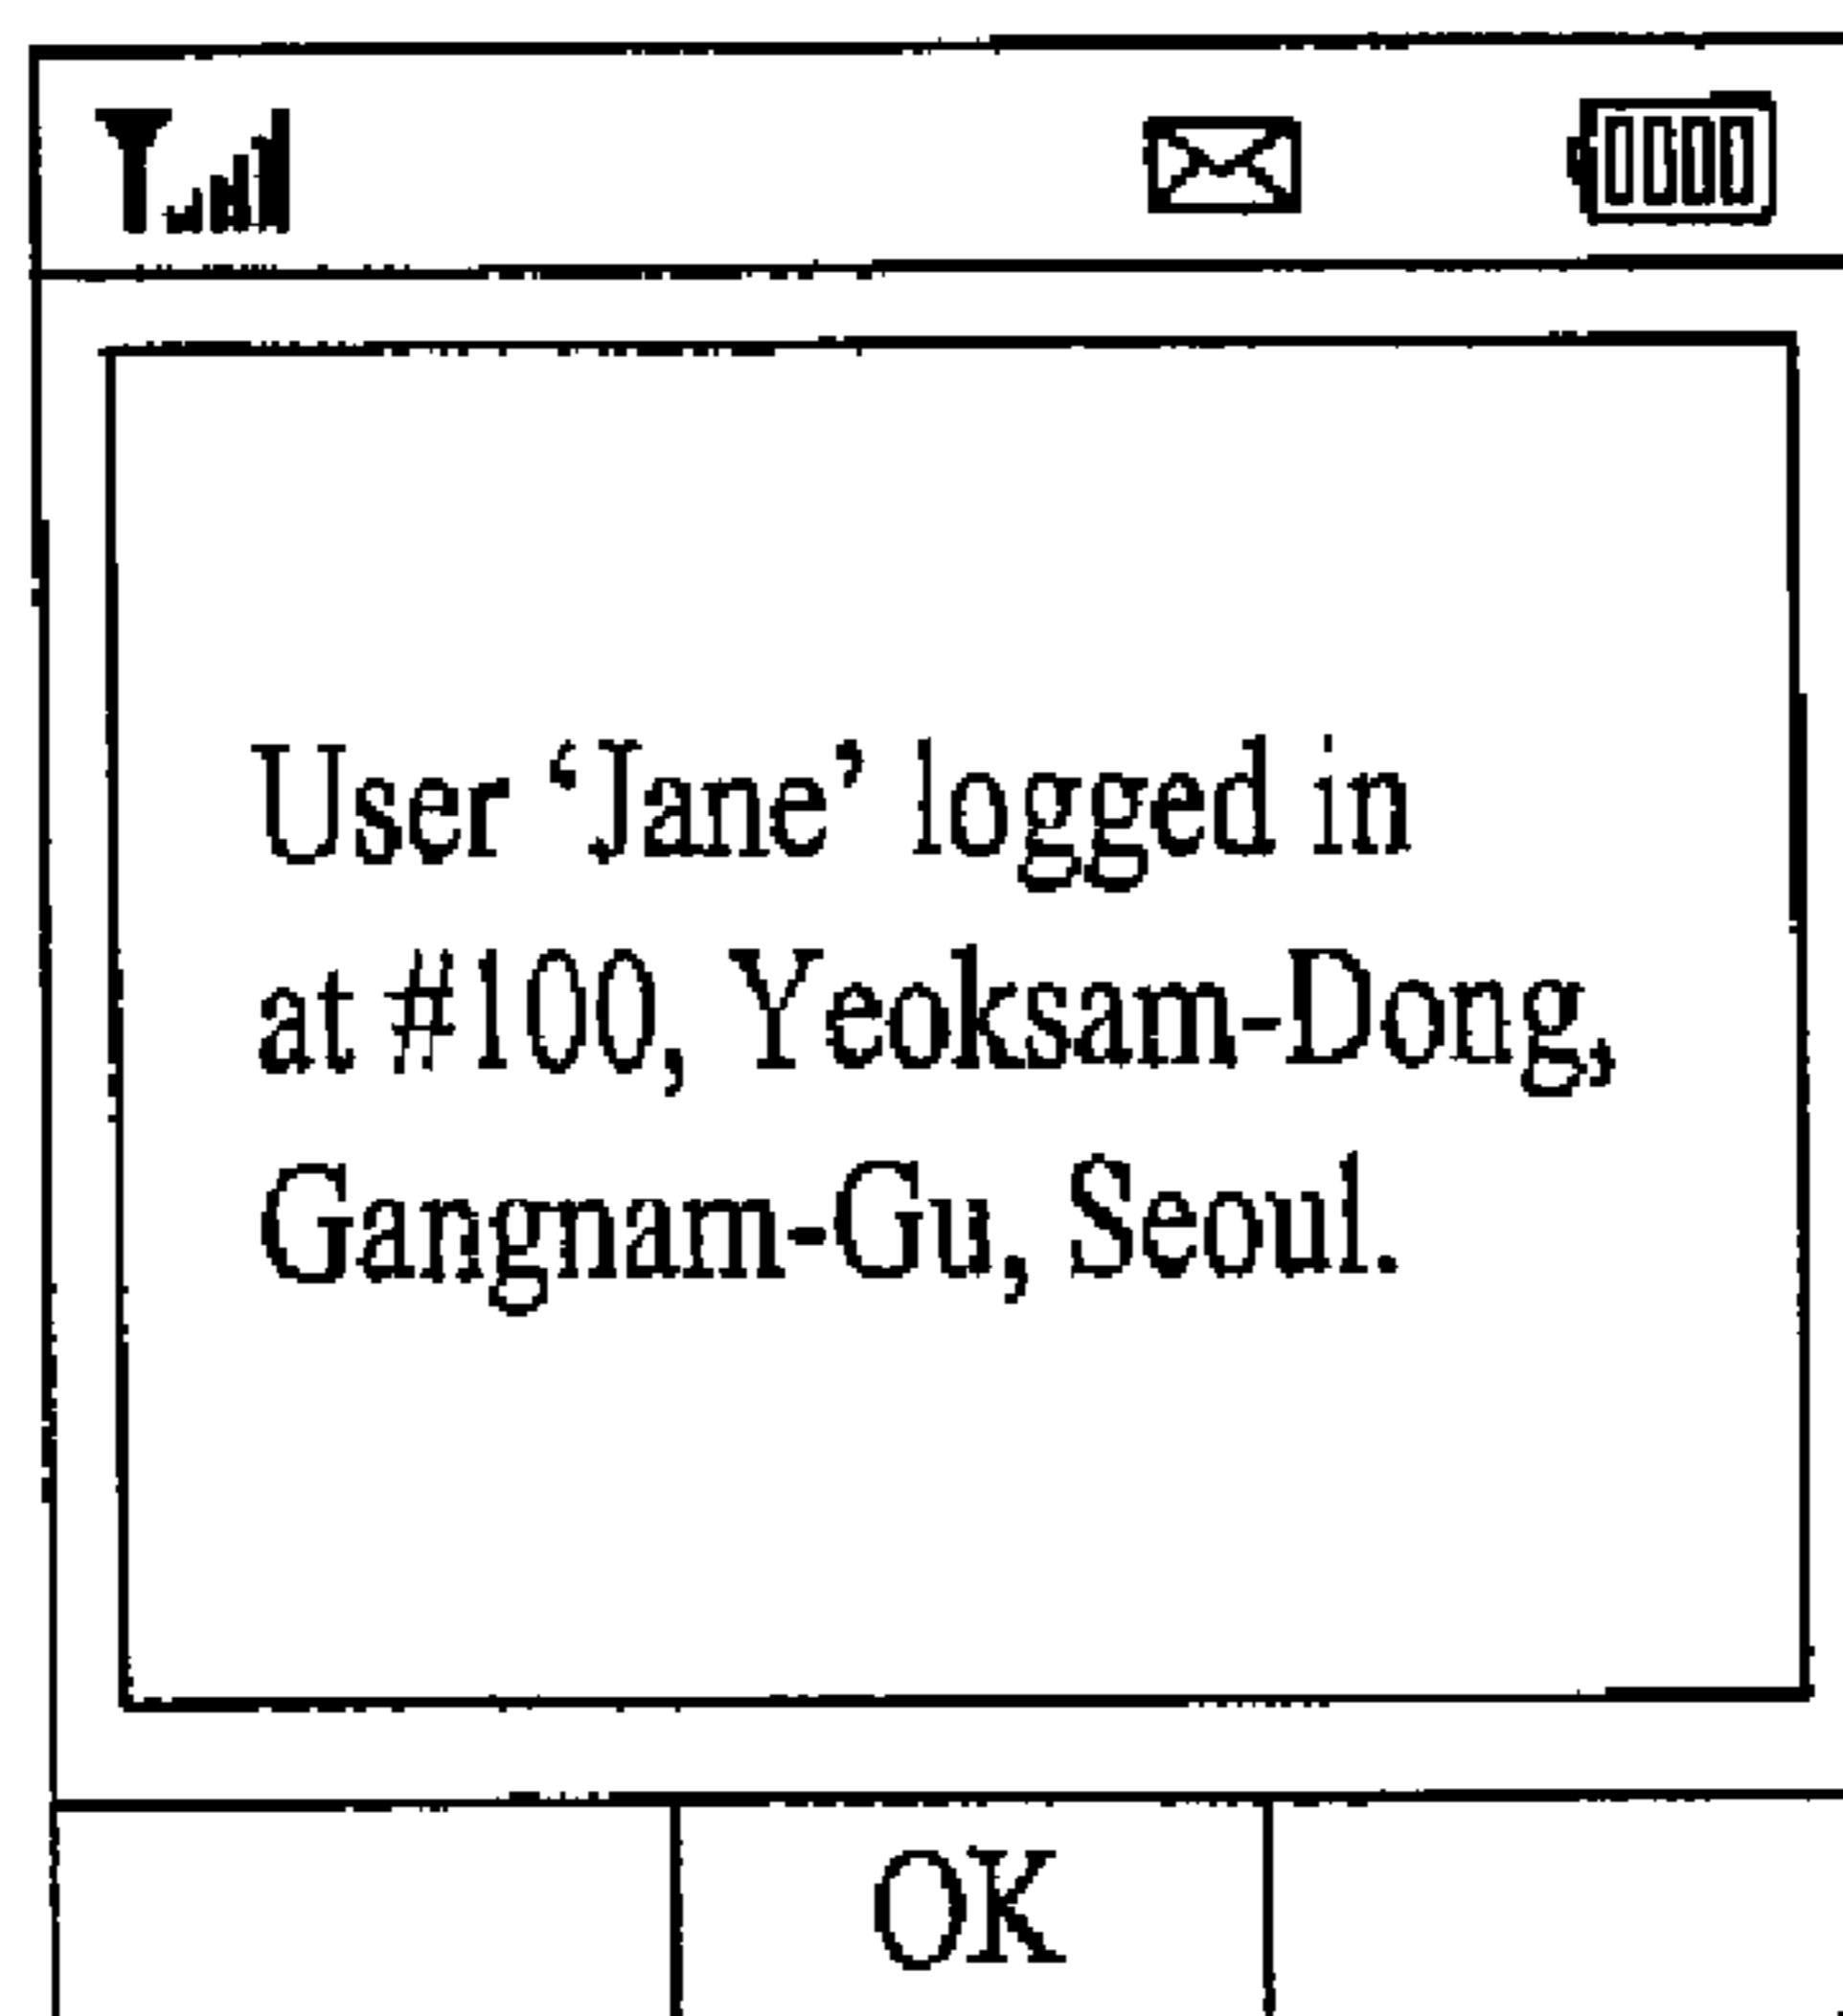 User ‘Jane’ logged in
at #100, Yeoksam-Dong,
Gangnam-Gu, Seoul.
OK